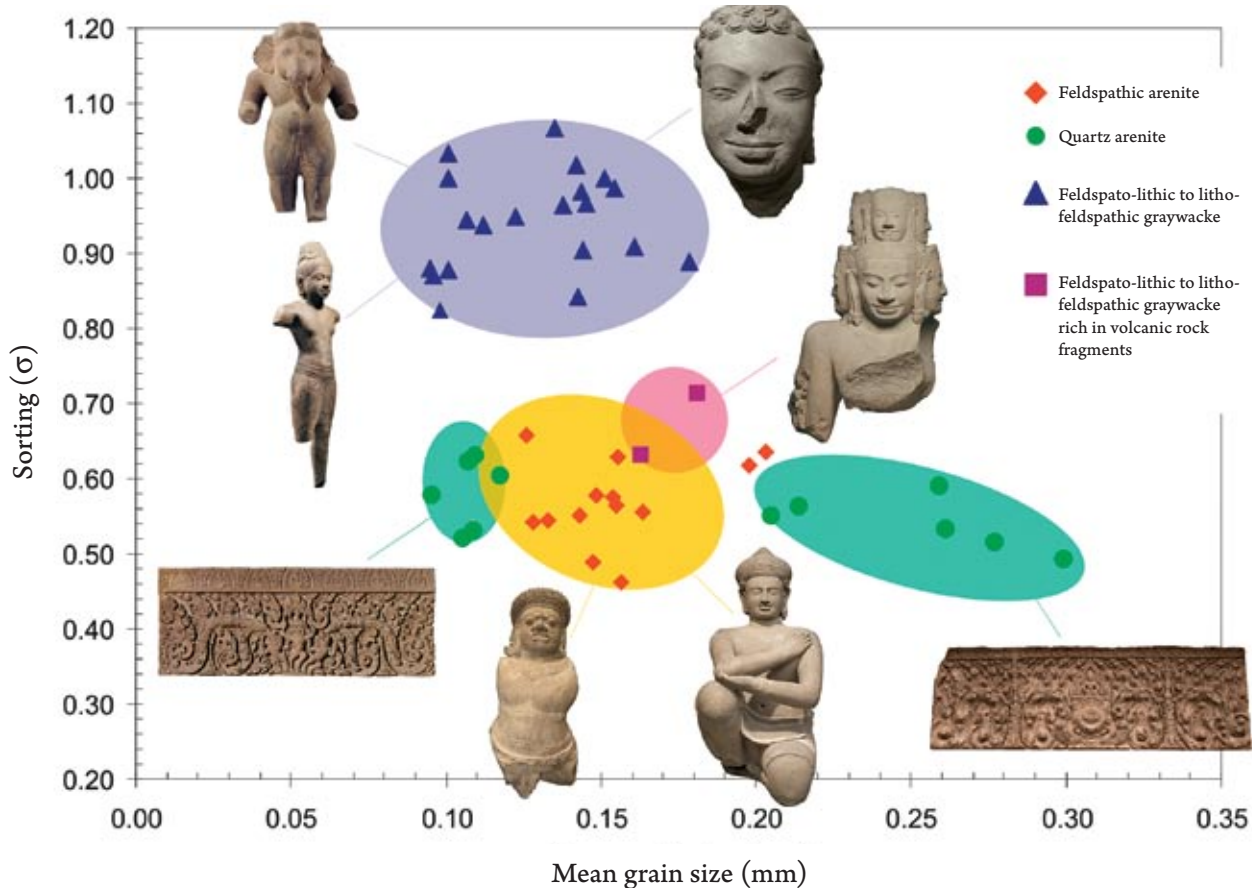 1.20
1.10
1.00
0.90
0.80
0.70
0.60
0.50
0.40
0.30
0.20
Sorting (σ)
0.00
0.05
0.10
0.15
0.20
0.25
0.30
0.35
Mean grain size (mm)
Feldspathic arenite
Quartz arenite
Feldspato-lithic to litho-
feldspathic graywacke
Feldspato-lithic to litho-
feldspathic graywacke
rich in volcanic rock
fragments